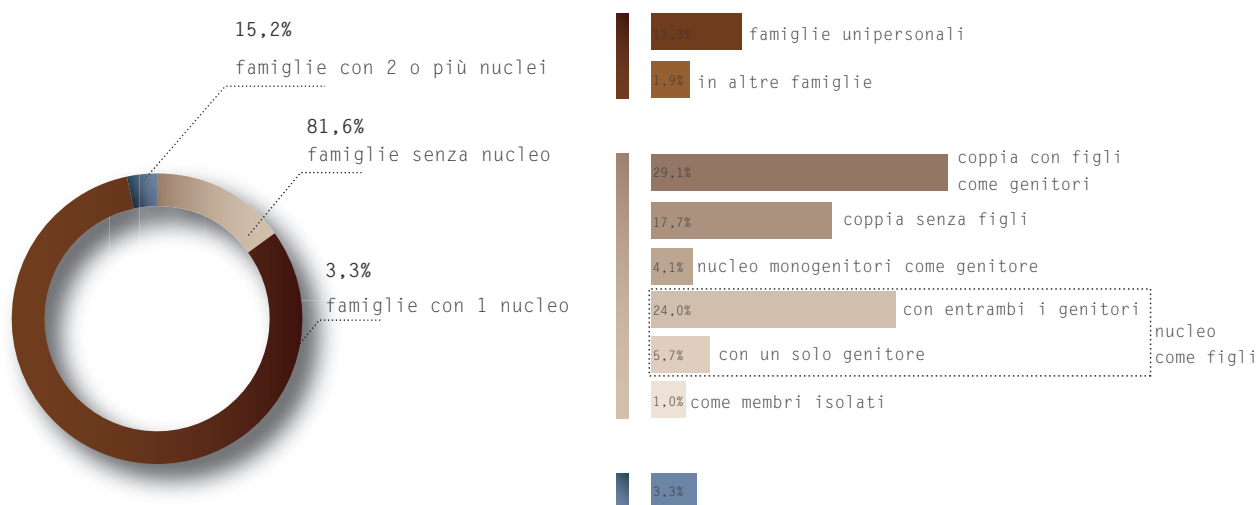 15,2%
famiglie con 2 o più nuclei
81,6%
famiglie senza nucleo
3,3%
famiglie con 1 nucleo
13,3% famiglie unipersonali
1,9% in altre famiglie
29,1% coppia con figli
come genitori
17,7% coppia senza figli
4,1% nucleo monogenitori come genitore
24,0% con entrambi i genitori
5,7% con un solo genitore
nucleo
come figli
1,0% come membri isolati
3,3%